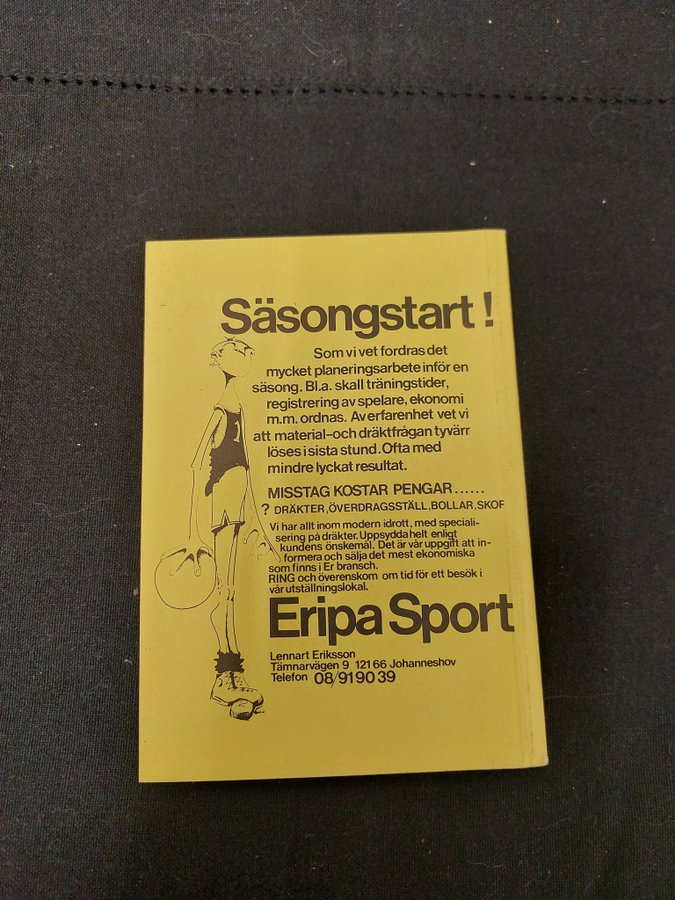 Säsongstart!
Som vi vet fordras det
mycket planeringsarbete inför en
säsong. Bl.a. skall träningstider,
registrering av spelare, ekonomi
m.m. ordnas. Av erfarenhet vet vi
att material-och dräktfrågan tyvärr
löses i sista stund. Ofta med
mindre lyckat resultat.
MISSTAG KOSTAR PENGAR......
? DRÄKTER, ÖVERDRAGSSTÄLL, BOLLAR, SKOR
Vi har allt inom modern idrott, med speciali-
sering på dräkter. Uppsydda helt enligt
kundens önskemål. Det är vår uppgift att in-
formera och sälja det mest ekonomiska
som finns i Er bransch.
RING och överenskom om tid för ett besök i
vår utställningslokal.
Eripa Sport
Lennart Eriksson
Tämnarvägen 9 121 66 Johanneshov
Telefon 08/91 90 39
1